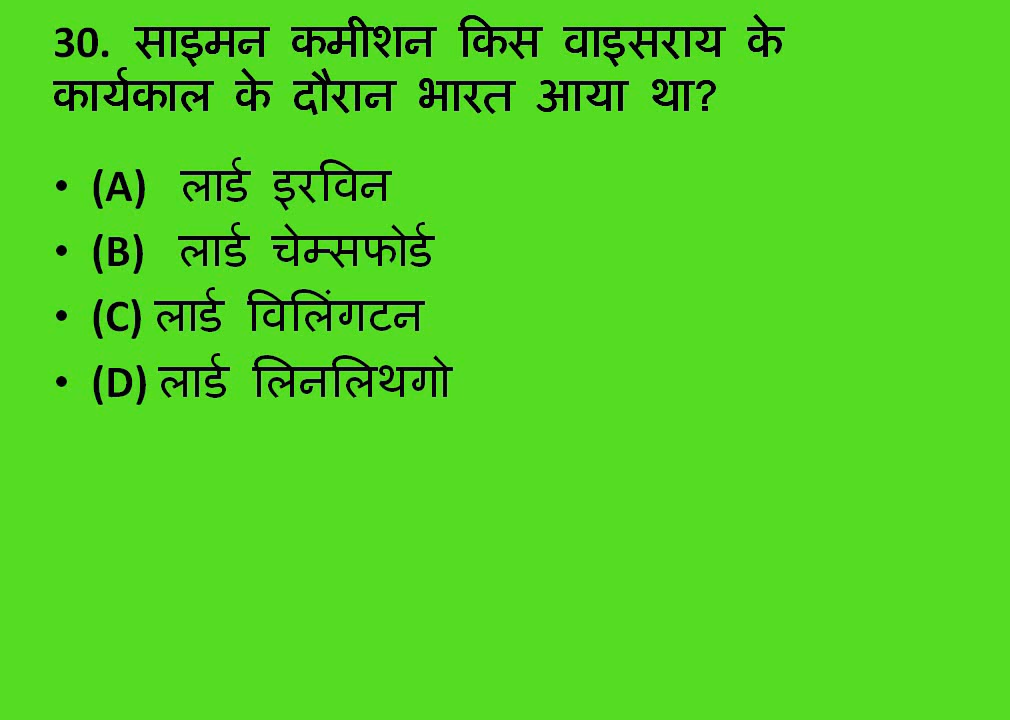 30. साइमन कमीशन किस वाइसराय के
कार्यकाल के दौरान भारत आया था?
• (A) लार्ड इरविन
• (B) लार्ड चेम्सफोर्ड
• (C) लार्ड विलिंगटन
• (D) लार्ड लिनलिथगो